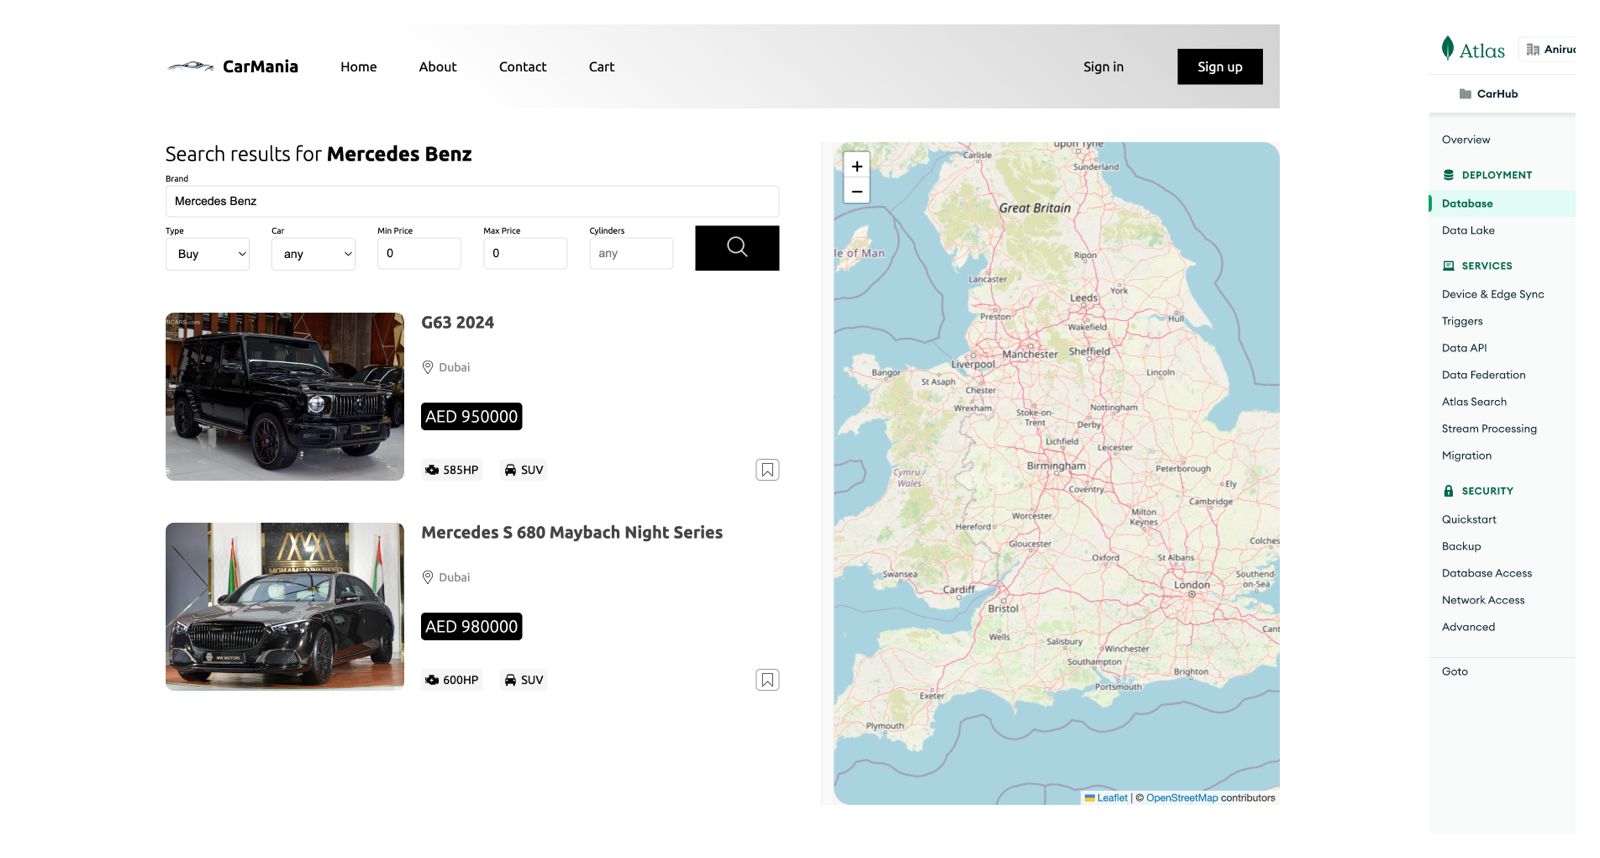 CarMania
Home
About
Contact
Cart
Sign in
Sign up
Search results for Mercedes Benz
Brand
Mercedes Benz
Type
Car
Min Price
Max Price
Cylinders
Buy
any
0
0
any
G63 2024
Dubai
AED 950000
585HP
SUV
Mercedes S 680 Maybach Night Series
Dubai
AED 980000
600HP
SUV
+
−
upon Tyne
Carlisle
Sunderland
Great Britain
le of Man
Ripon
Lancaster
York
Leeds
Preston
Hull
Wakefield
Manchester
Sheffield
Liverpool
Bangor
St Asaph
Chester
Lincoln
Wrexham
Stoke-on-
Trent
Nottingham
Derby
Lichfield
Leicester
Birmingham
Peterborough
Cymru /
Wales
Coventry
Ely
Cambridge
Worcester
Milton
Keynes
Hereford
Gloucester
Colches
Oxford
St Albans
Swansea
Southend-
on-Sea
Cardiff
London
Bristol
Wells
Cant
Salisbury
Winchester
Southampton
Brighton
Portsmouth
Exeter
Plymouth
Leaflet | © OpenStreetMap contributors
Atlas
Aniruc
CarHub
Overview
DEPLOYMENT
Database
Data Lake
SERVICES
Device & Edge Sync
Triggers
Data API
Data Federation
Atlas Search
Stream Processing
Migration
SECURITY
Quickstart
Backup
Database Access
Network Access
Advanced
Goto